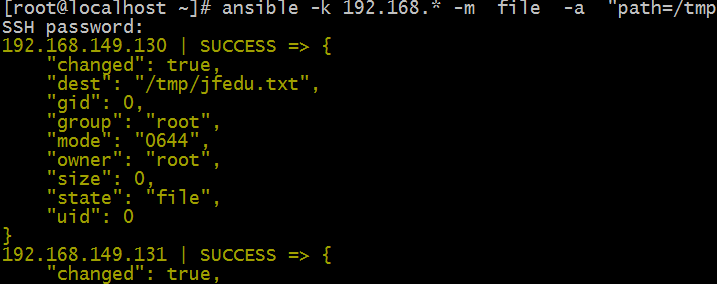 [root@localhost ~]# ansible -k 192.168.* -m  file  -a  "path=/tmp
SSH password:
192.168.149.130 | SUCCESS => {
    "changed": true,
    "dest": "/tmp/jfedu.txt",
    "gid": 0,
    "group": "root",
    "mode": "0644",
    "owner": "root",
    "size": 0,
    "state": "file",
    "uid": 0
}
192.168.149.131 | SUCCESS => {
    "changed": true,